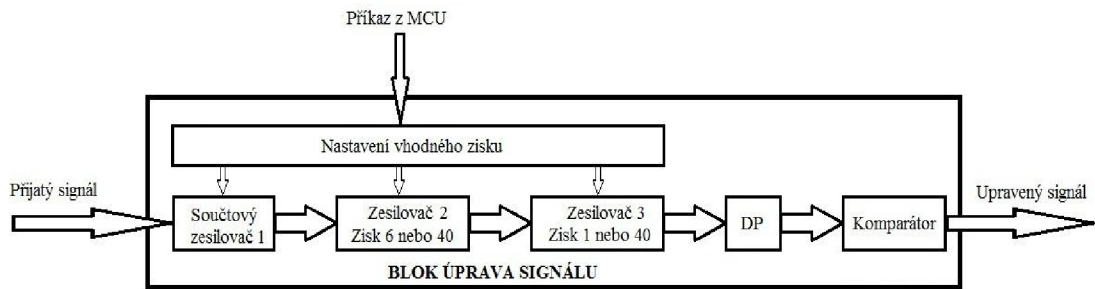 Příkaz z MCU
Nastavení vhodného zisku
Přijatý signál
Upravený signál
Součtový
zesilovač 1
Zesilovač 2
Zisk 6 nebo 40
Zesilovač 3
Zisk 1 nebo 40
DP
Komparátor
BLOK ÚPRAVA SIGNÁLU